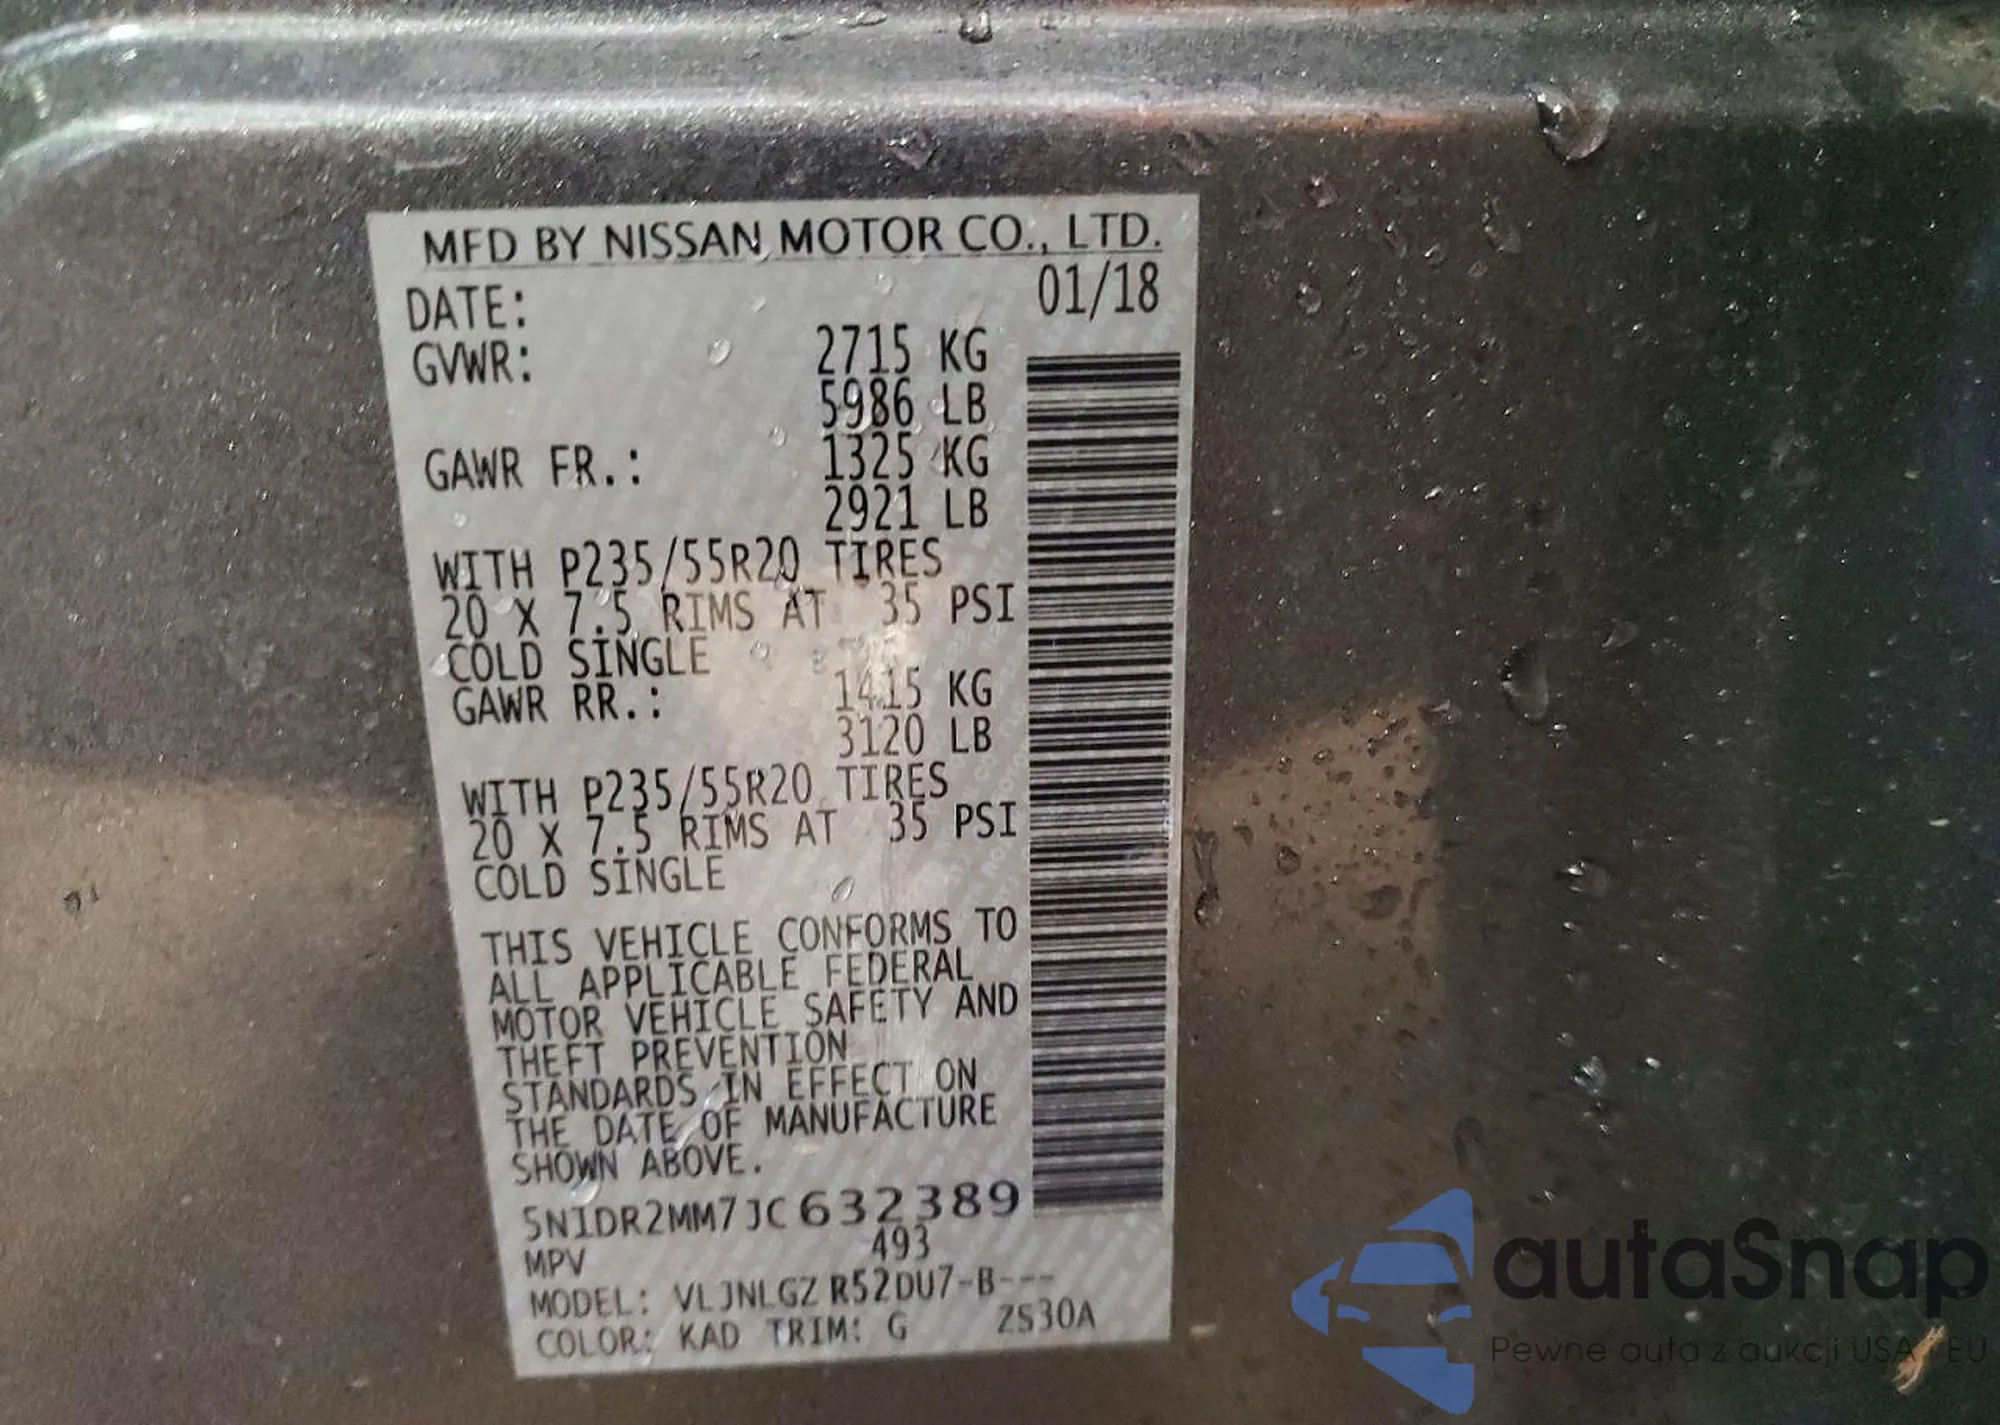 MFD BY NISSAN MOTOR CO., LTD.
DATE: 01/18
GVWR: 2715 KG
5986 LB
GAWR FR.: 1325 KG
2921 LB
WITH P235/55R20 TIRES
20 X 7.5 RIMS AT 35 PSI
COLD SINGLE
GAWR RR.: 1415 KG
3120 LB
WITH P235/55R20 TIRES
20 X 7.5 RIMS AT 35 PSI
COLD SINGLE
THIS VEHICLE CONFORMS TO
ALL APPLICABLE FEDERAL
MOTOR VEHICLE SAFETY AND
THEFT PREVENTION
STANDARDS IN EFFECT ON
THE DATE OF MANUFACTURE
SHOWN ABOVE.
5N1DR2MM7JC632389
MPV 493
MODEL: VLJNLGZ R52DU7-B---
COLOR: KAD TRIM: G ZS30A
autaSnap
Pewne auta z aukcji USA i EU